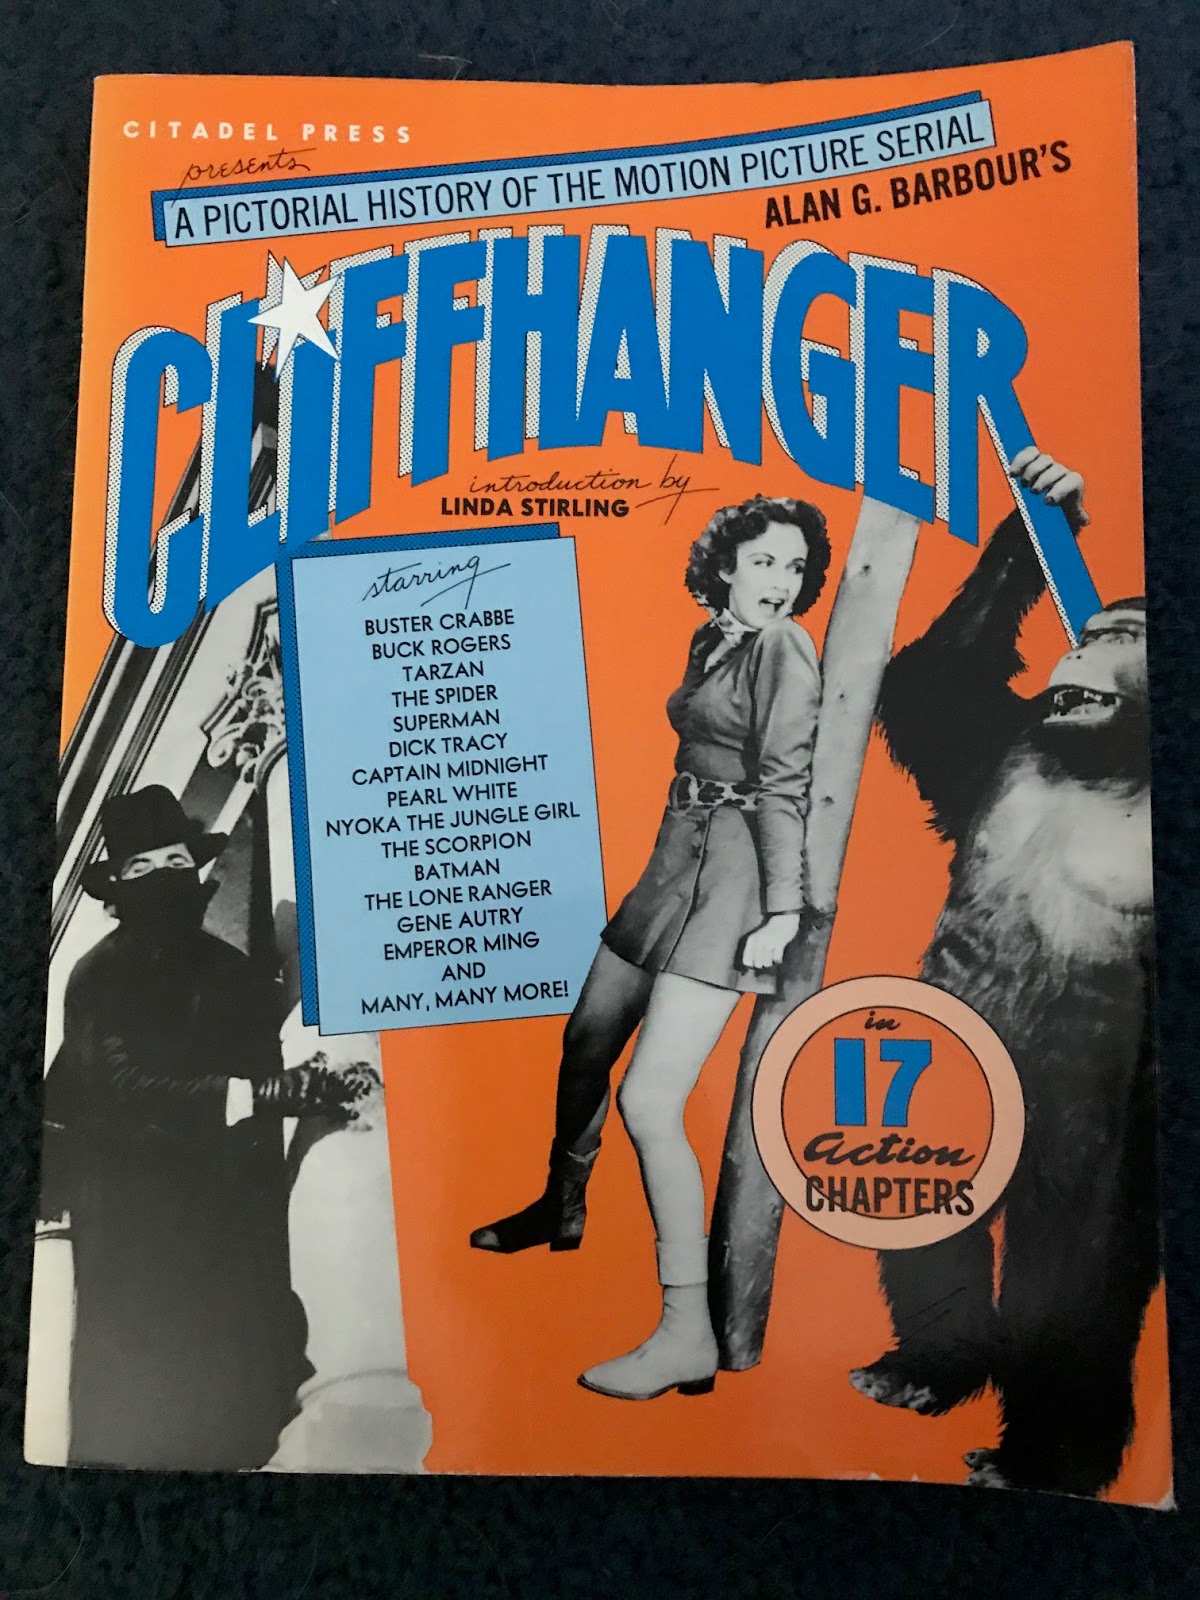 CITADEL PRESS
presents
A PICTORIAL HISTORY OF THE MOTION PICTURE SERIAL
ALAN G. BARBOUR'S
CLIFFHANGER
introduction by
LINDA STIRLING
starring
BUSTER CRABBE
BUCK ROGERS
TARZAN
THE SPIDER
SUPERMAN
DICK TRACY
CAPTAIN MIDNIGHT
PEARL WHITE
NYOKA THE JUNGLE GIRL
THE SCORPION
BATMAN
THE LONE RANGER
GENE AUTRY
EMPEROR MING
AND
MANY, MANY MORE!
in
17
action
CHAPTERS